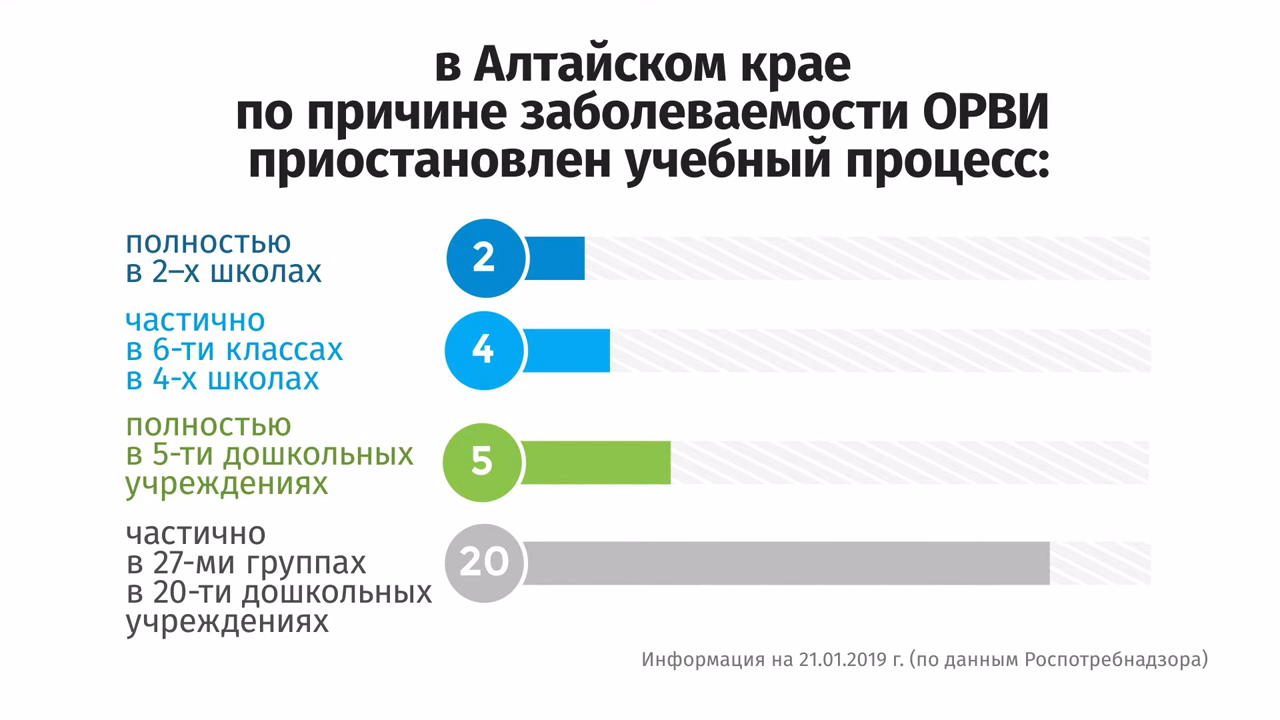 в Алтайском крае
по причине заболеваемости ОРВИ
приостановлен учебный процесс:
полностью
в 2–х школах
2
частично
в 6-ти классах
в 4-х школах
4
полностью
в 5-ти дошкольных
учреждениях
5
частично
в 27-ми группах
в 20-ти дошкольных
учреждениях
20
Информация на 21.01.2019 г. (по данным Роспотребнадзора)